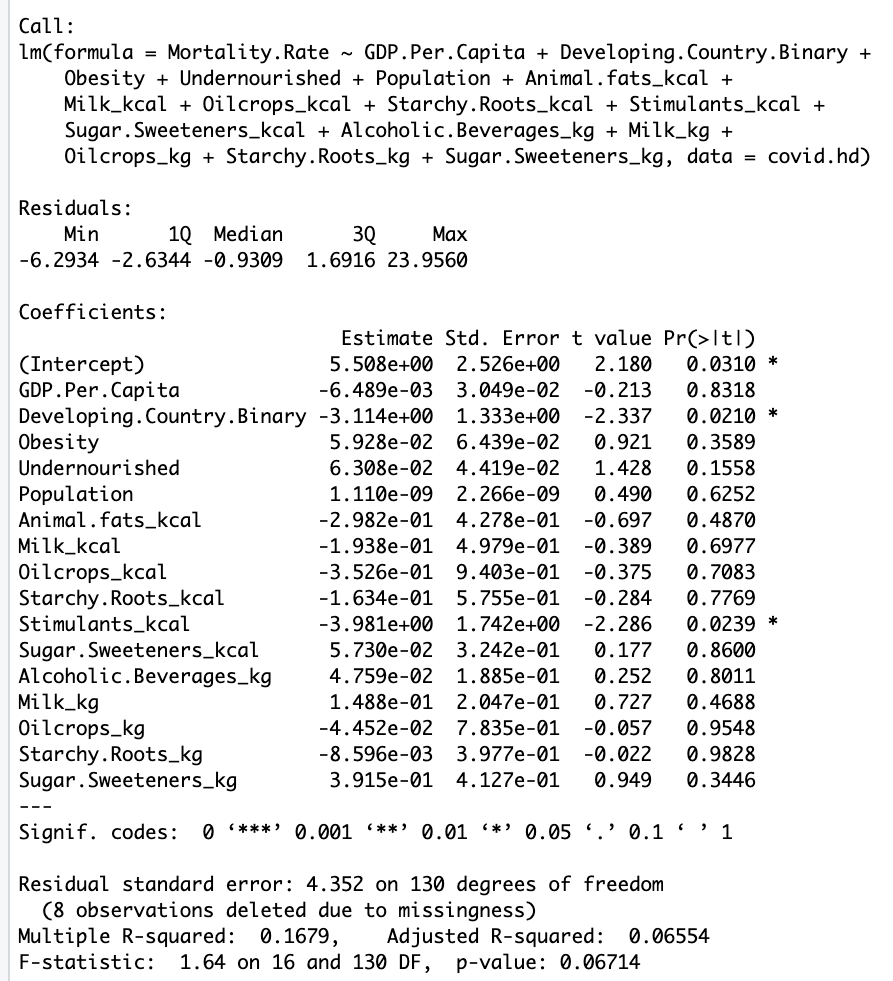 Call:
lm(formula = Mortality.Rate ~ GDP.Per.Capita + Developing.Country.Binary +
    Obesity + Undernourished + Population + Animal.fats_kcal +
    Milk_kcal + Oilcrops_kcal + Starchy.Roots_kcal + Stimulants_kcal +
    Sugar.Sweeteners_kcal + Alcoholic.Beverages_kg + Milk_kg +
    Oilcrops_kg + Starchy.Roots_kg + Sugar.Sweeteners_kg, data = covid.hd)
Residuals:
    Min      1Q  Median      3Q     Max
-6.2934 -2.6344 -0.9309  1.6916 23.9560
Coefficients:
                            Estimate Std. Error t value Pr(>|t|)
(Intercept)                5.508e+00  2.526e+00   2.180   0.0310 *
GDP.Per.Capita            -6.489e-03  3.049e-02  -0.213   0.8318
Developing.Country.Binary -3.114e+00  1.333e+00  -2.337   0.0210 *
Obesity                    5.928e-02  6.439e-02   0.921   0.3589
Undernourished             6.308e-02  4.419e-02   1.428   0.1558
Population                 1.110e-09  2.266e-09   0.490   0.6252
Animal.fats_kcal          -2.982e-01  4.278e-01  -0.697   0.4870
Milk_kcal                 -1.938e-01  4.979e-01  -0.389   0.6977
Oilcrops_kcal             -3.526e-01  9.403e-01  -0.375   0.7083
Starchy.Roots_kcal        -1.634e-01  5.755e-01  -0.284   0.7769
Stimulants_kcal           -3.981e+00  1.742e+00  -2.286   0.0239 *
Sugar.Sweeteners_kcal      5.730e-02  3.242e-01   0.177   0.8600
Alcoholic.Beverages_kg     4.759e-02  1.885e-01   0.252   0.8011
Milk_kg                    1.488e-01  2.047e-01   0.727   0.4688
Oilcrops_kg               -4.452e-02  7.835e-01  -0.057   0.9548
Starchy.Roots_kg          -8.596e-03  3.977e-01  -0.022   0.9828
Sugar.Sweeteners_kg        3.915e-01  4.127e-01   0.949   0.3446
---
Signif. codes:  0 ‘***’ 0.001 ‘**’ 0.01 ‘*’ 0.05 ‘.’ 0.1 ‘ ’ 1
Residual standard error: 4.352 on 130 degrees of freedom
  (8 observations deleted due to missingness)
Multiple R-squared:  0.1679,    Adjusted R-squared:  0.06554
F-statistic:  1.64 on 16 and 130 DF,  p-value: 0.06714